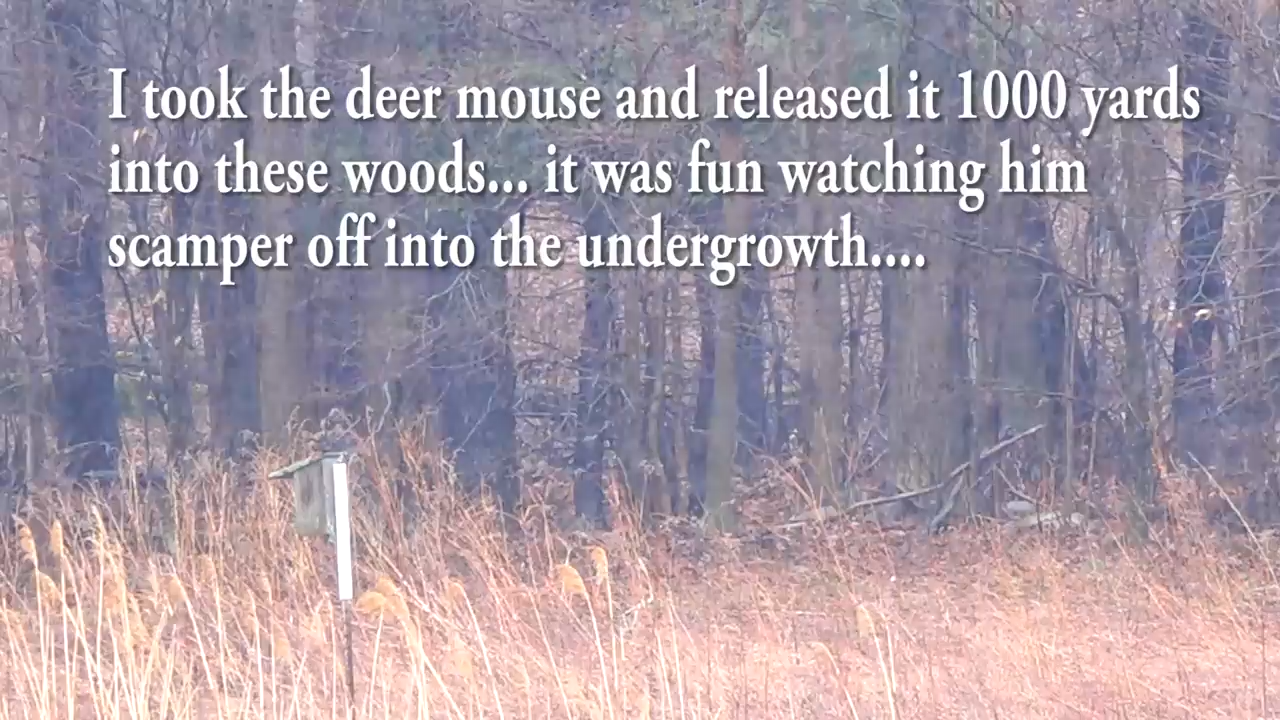 I took the deer mouse and released it 1000 yards
into these woods... it was fun watching him
scamper off into the undergrowth....